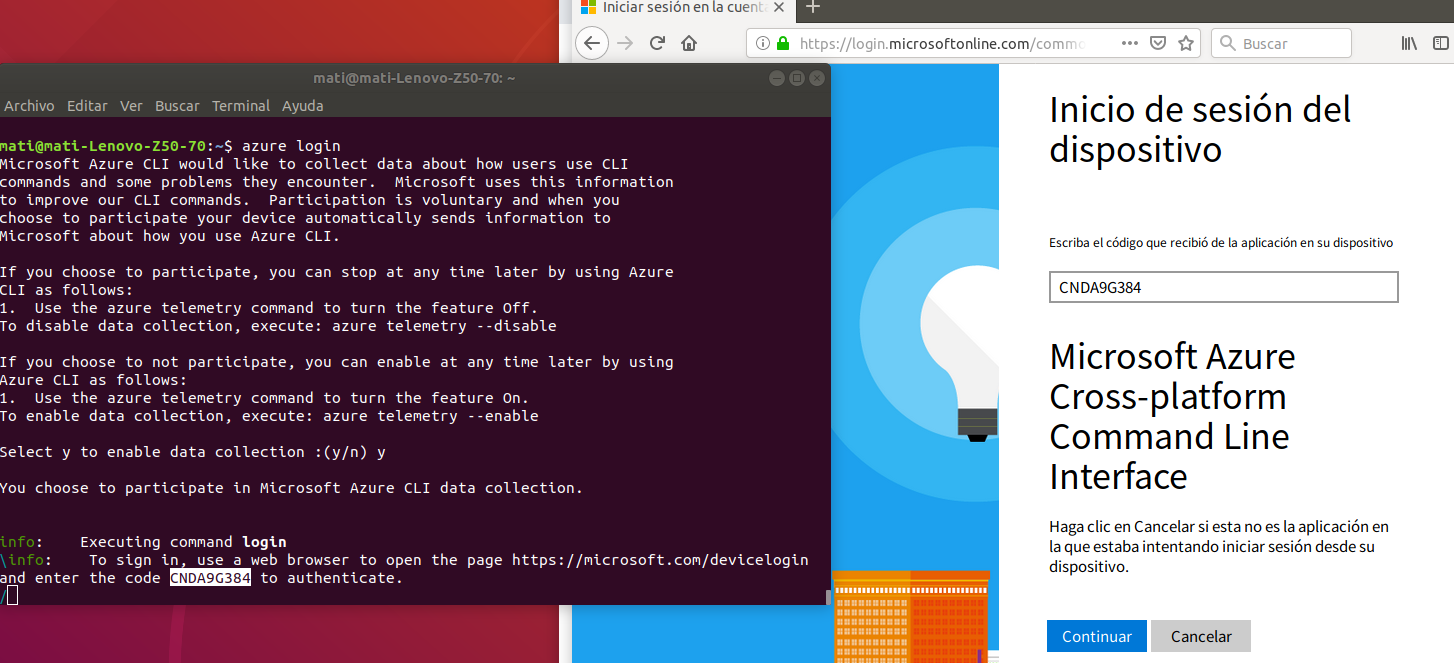 Iniciar sesión en la cuenta
https://login.microsoftonline.com/commo
Buscar
mati@mati-Lenovo-Z50-70: ~
Archivo Editar Ver Buscar Terminal Ayuda
mati@mati-Lenovo-Z50-70:~$ azure login
Microsoft Azure CLI would like to collect data about how users use CLI
commands and some problems they encounter.  Microsoft uses this information
to improve our CLI commands.  Participation is voluntary and when you
choose to participate your device automatically sends information to
Microsoft about how you use Azure CLI.
If you choose to participate, you can stop at any time later by using Azure
CLI as follows:
1.  Use the azure telemetry command to turn the feature Off.
To disable data collection, execute: azure telemetry --disable
If you choose to not participate, you can enable at any time later by using
Azure CLI as follows:
1.  Use the azure telemetry command to turn the feature On.
To enable data collection, execute: azure telemetry --enable
Select y to enable data collection :(y/n) y
You choose to participate in Microsoft Azure CLI data collection.
info:    Executing command login
\info:    To sign in, use a web browser to open the page https://microsoft.com/devicelogin
and enter the code CNDA9G384 to authenticate.
/
Inicio de sesión del
dispositivo
Escriba el código que recibió de la aplicación en su dispositivo
CNDA9G384
Microsoft Azure
Cross-platform
Command Line
Interface
Haga clic en Cancelar si esta no es la aplicación en
la que estaba intentando iniciar sesión desde su
dispositivo.
Continuar
Cancelar